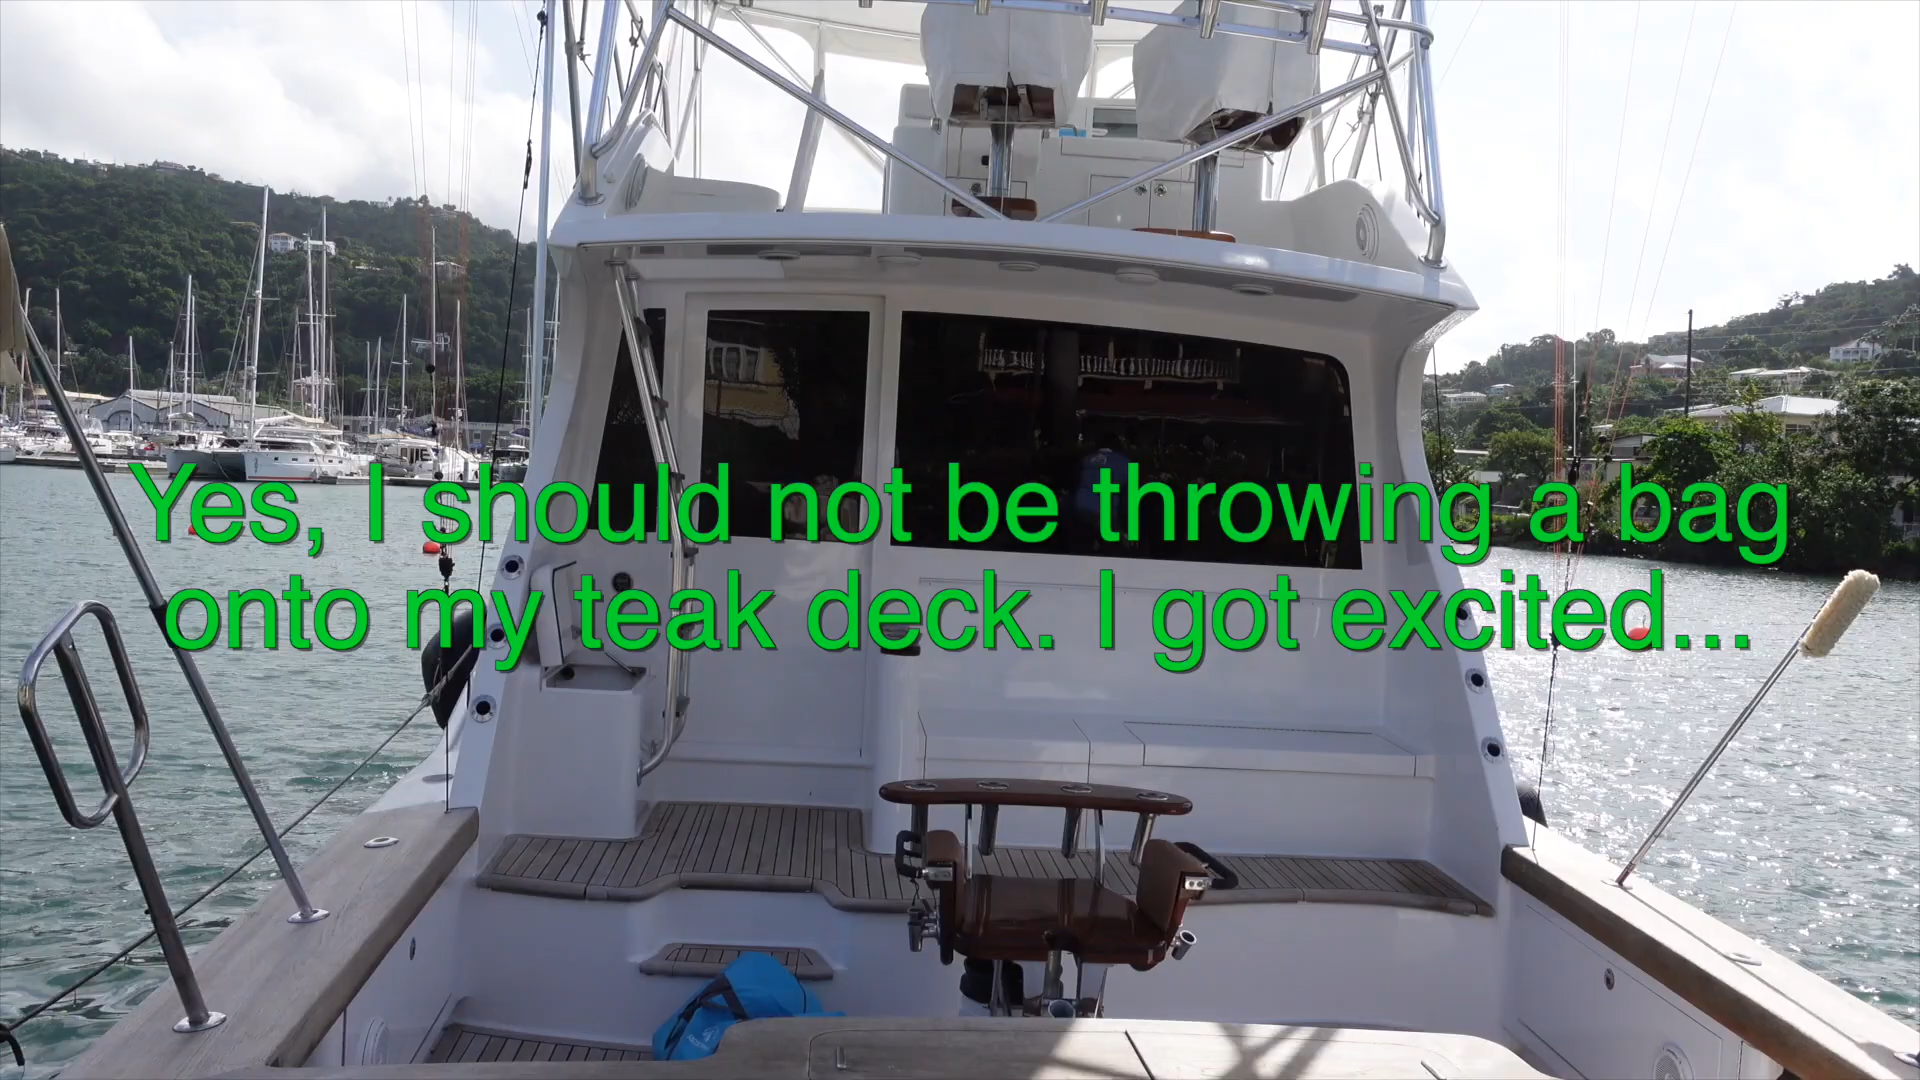 Yes, I should not be throwing a bag
onto my teak deck. I got excited...